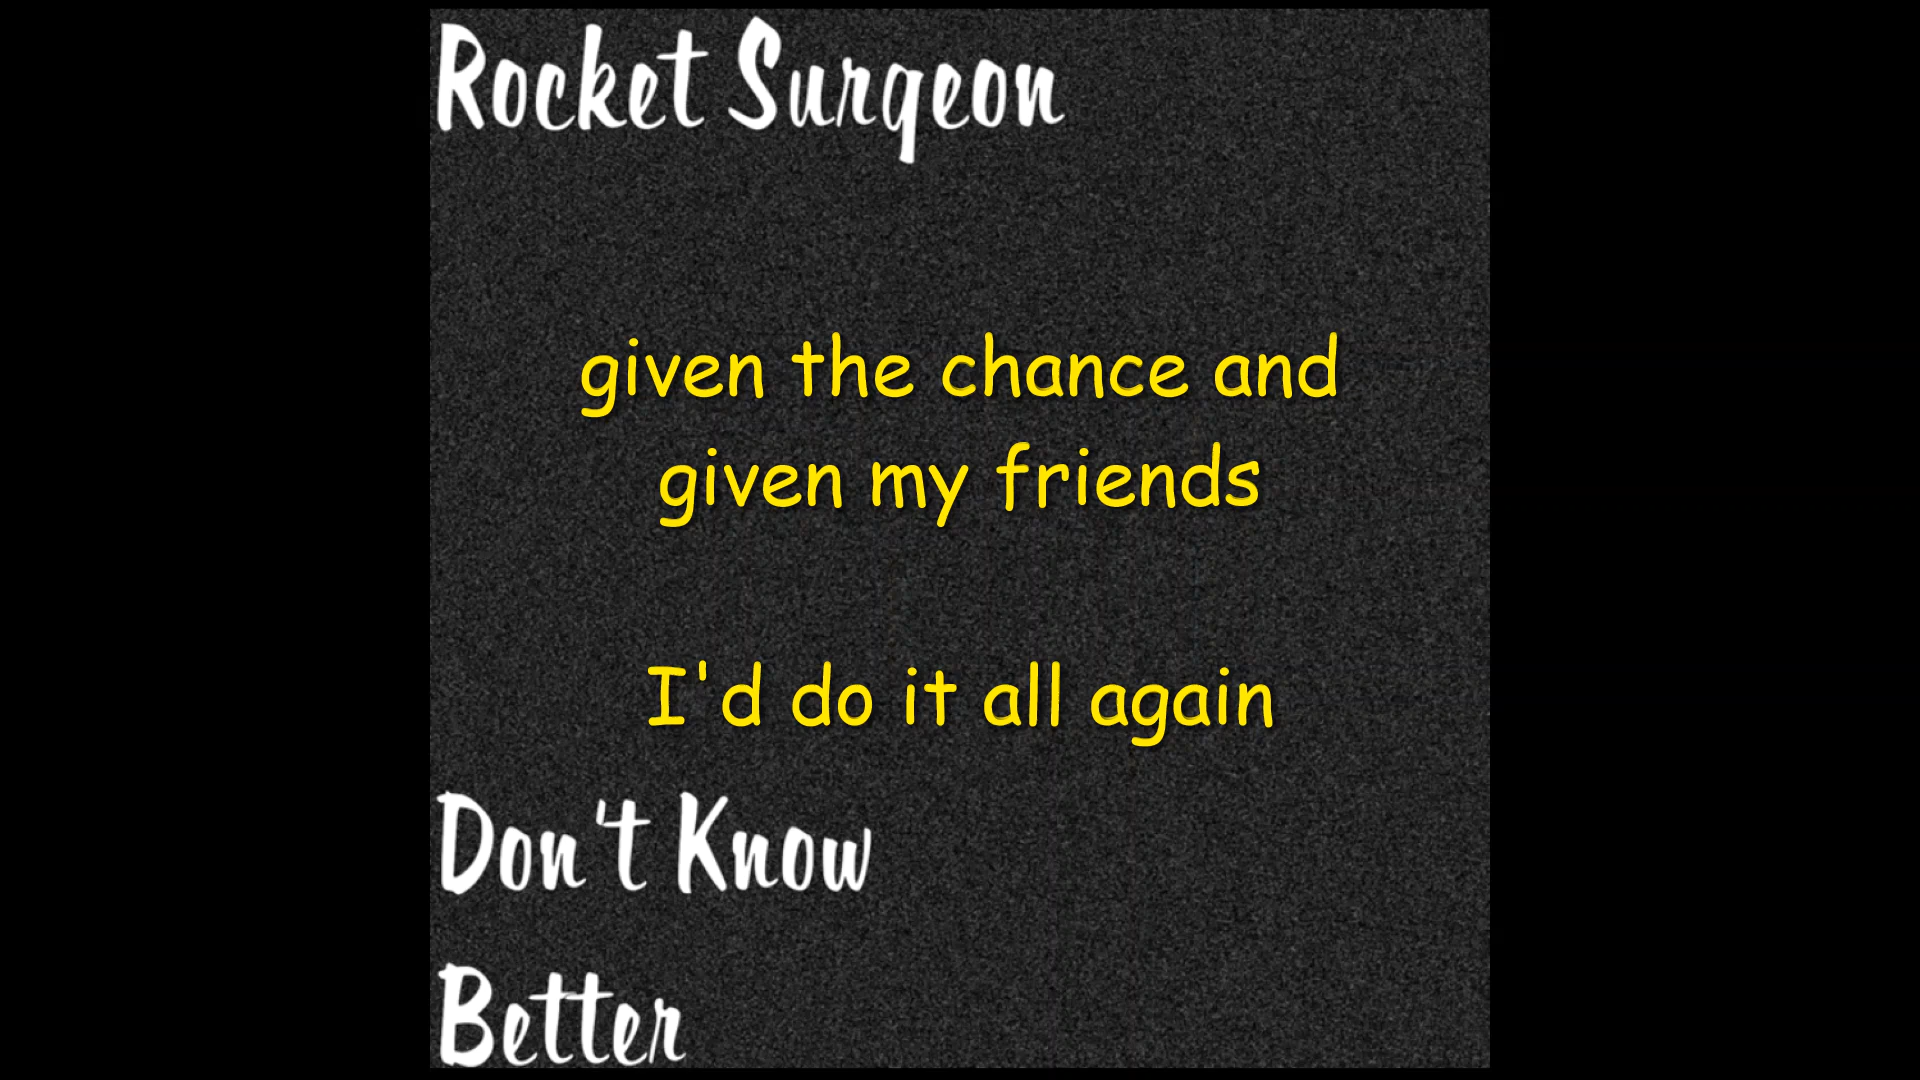 Rocket Surgeon
given the chance and
given my friends
I'd do it all again
Don't Know
Better